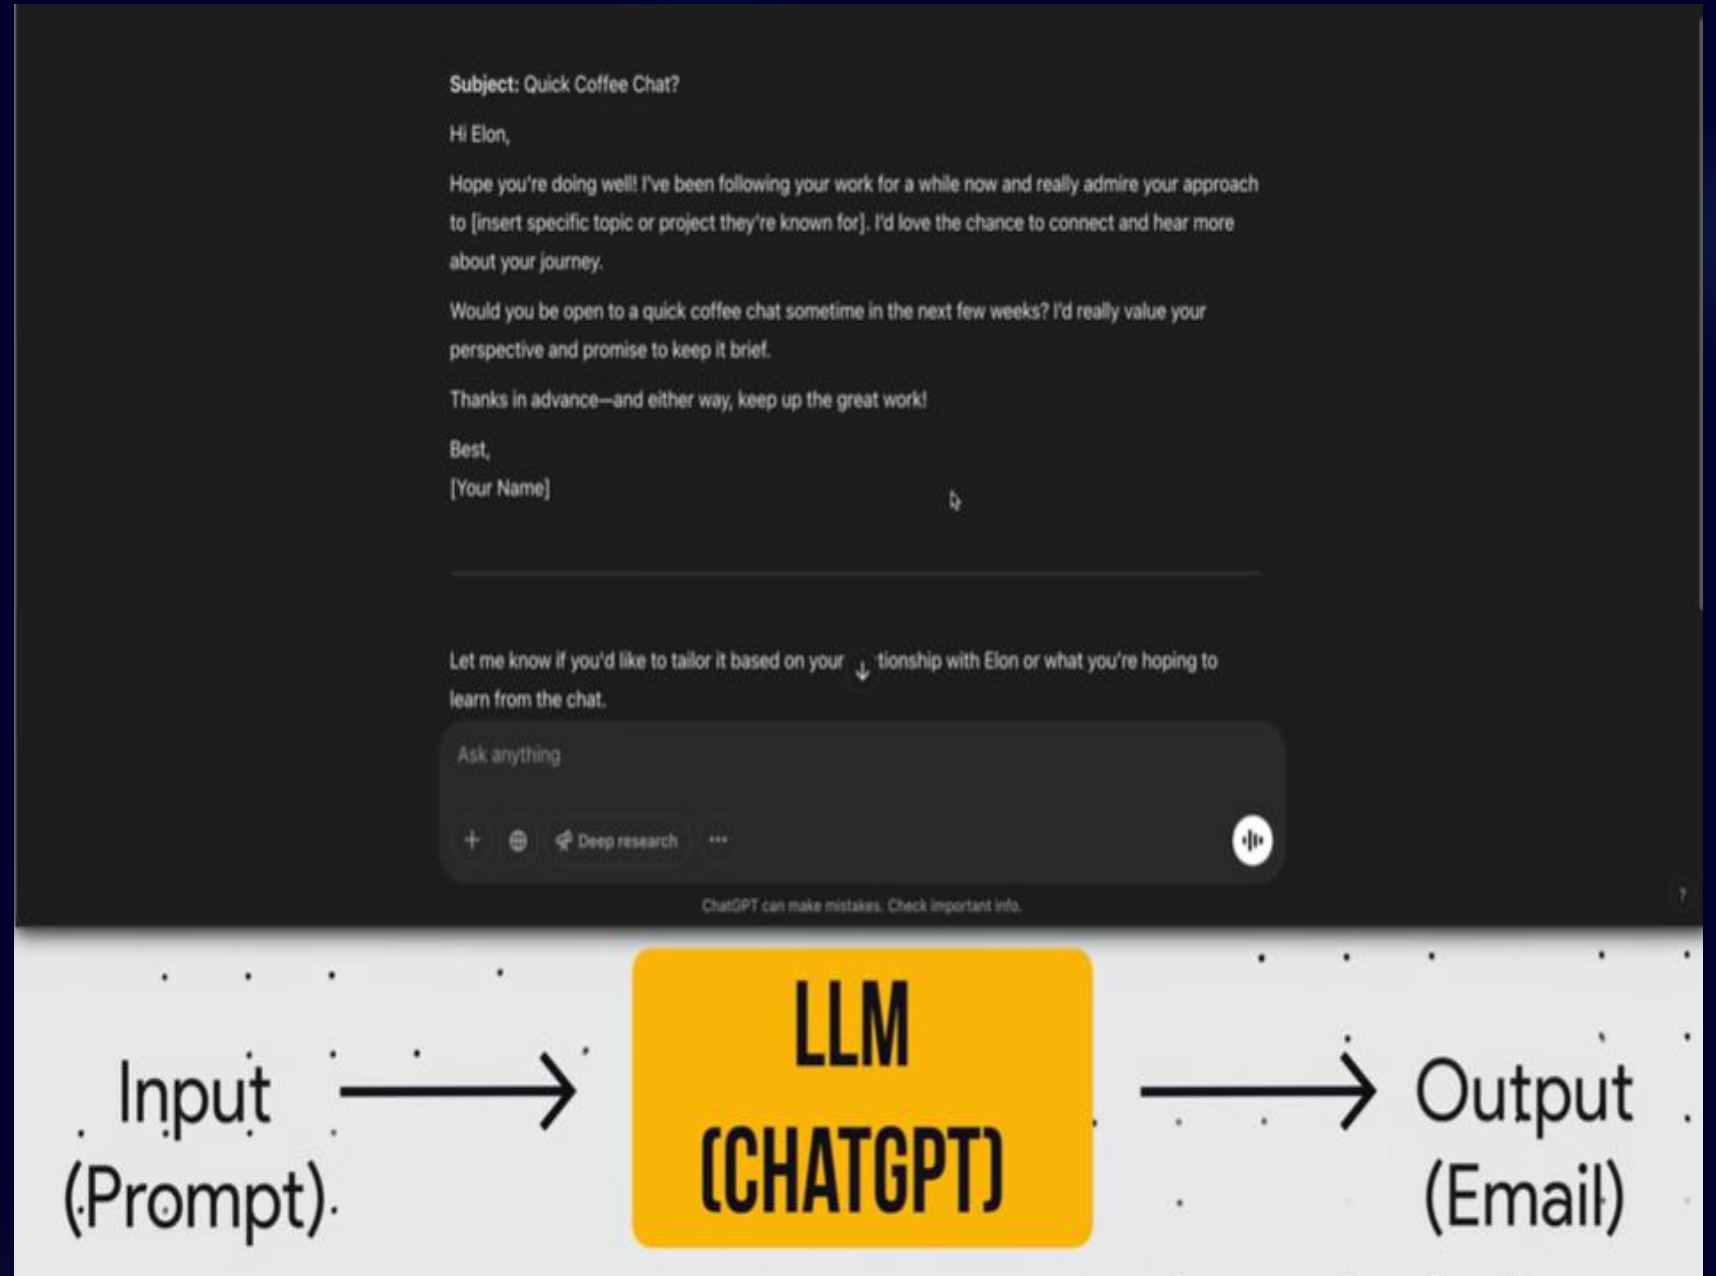 Subject: Quick Coffee Chat?
Hi Elon,
Hope you're doing well! I've been following your work for a while now and really admire your approach
to [insert specific topic or project they're known for]. I'd love the chance to connect and hear more
about your journey.
Would you be open to a quick coffee chat sometime in the next few weeks? I'd really value your
perspective and promise to keep it brief.
Thanks in advance—and either way, keep up the great work!
Best,
[Your Name]
Let me know if you'd like to tailor it based on your tionship with Elon or what you're hoping to
learn from the chat.
Ask anything
Deep research
ChatGPT can make mistakes. Check important info.
?
Input
(Prompt)
LLM
(CHATGPT)
Output
(Email)